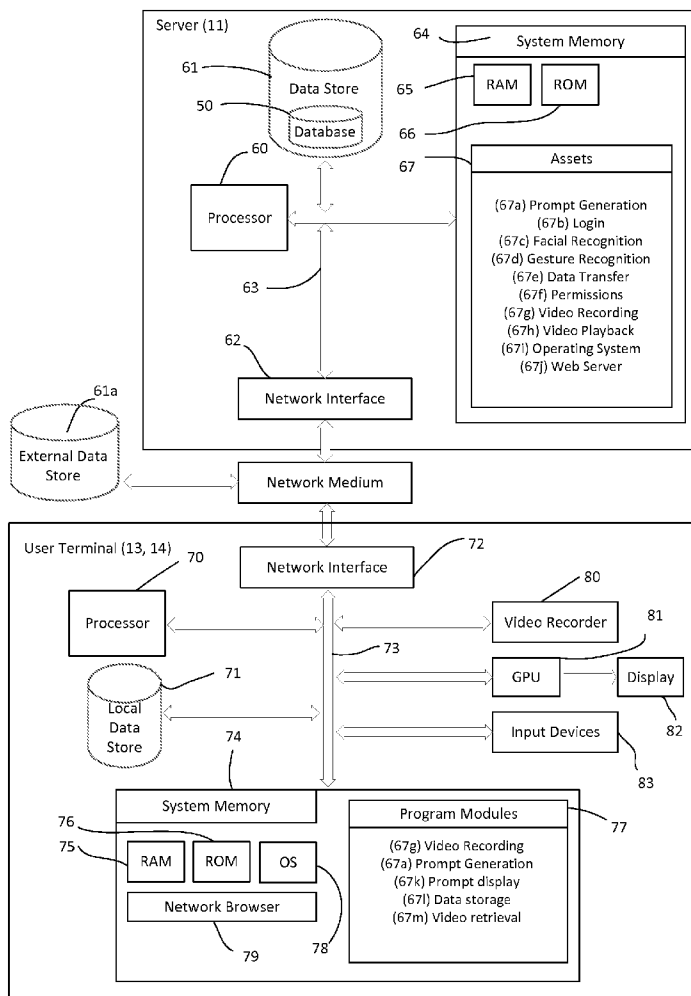 Server (11)
64
System Memory
61
Data Store
65
RAM
ROM
50
Database
66
60
67
Assets
Processor
(67a) Prompt Generation
(67b) Login
(67c) Facial Recognition
(67d) Gesture Recognition
(67e) Data Transfer
(67f) Permissions
(67g) Video Recording
(67h) Video Playback
(67i) Operating System
(67j) Web Server
63
62
Network Interface
61a
External Data
Store
Network Medium
User Terminal (13, 14)
70
Network Interface
72
80
Processor
Video Recorder
73
81
71
GPU
Display
Local
Data
Store
82
Input Devices
74
83
System Memory
Program Modules
77
76
75
RAM
ROM
OS
(67g) Video Recording
(67a) Prompt Generation
(67k) Prompt display
(67l) Data storage
(67m) Video retrieval
Network Browser
78
79